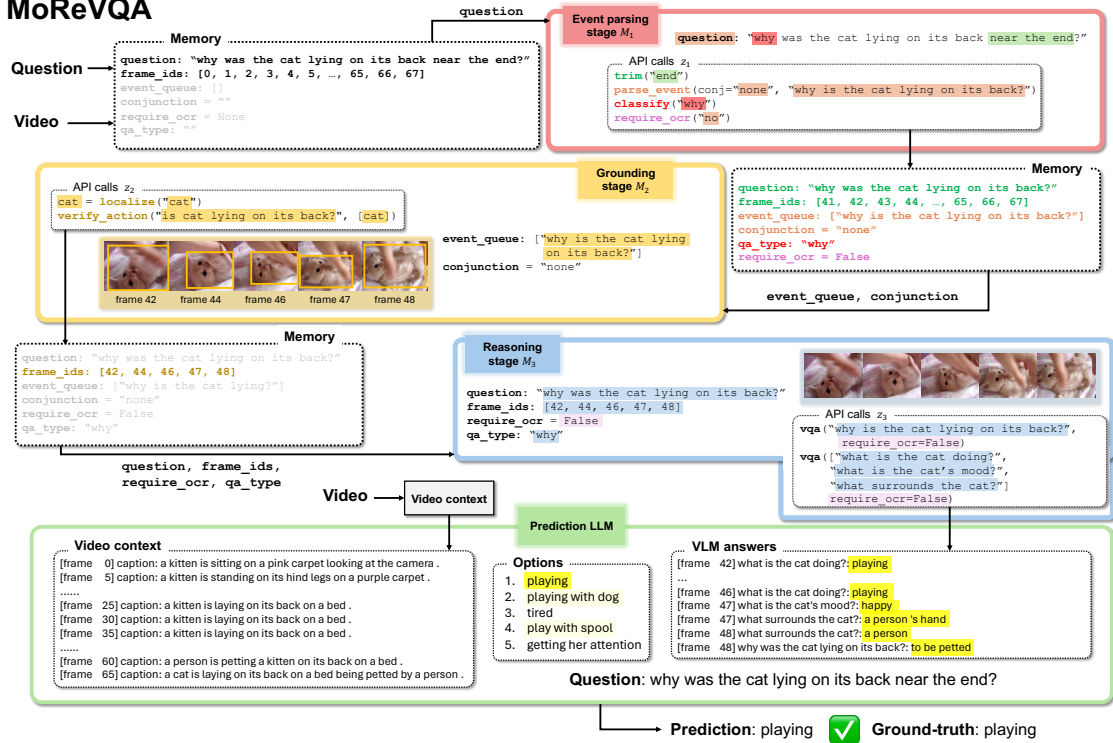 MoReVQA
question
Question
Video
Memory
question: “why was the cat lying on its back near the end?”
frame_ids: [0, 1, 2, 3, 4, 5, …, 65, 66, 67]
event_queue: []
conjunction = “”
require_ocr = None
qa_type: “”
Event parsing
stage M1
question: “why was the cat lying on its back near the end?”
API calls z1
trim(“end”)
parse_event(conj=“none”, “why is the cat lying on its back?”)
classify(“why”)
require_ocr(“no”)
Memory
question: “why was the cat lying on its back?”
frame_ids: [41, 42, 43, 44, …, 65, 66, 67]
event_queue: [“why is the cat lying on its back?”]
conjunction = “none”
qa_type: “why”
require_ocr = False
event_queue, conjunction
Grounding
stage M2
API calls z2
cat = localize("cat")
verify_action("is cat lying on its back?", [cat])
event_queue: [“why is the cat lying
on its back?”]
conjunction = “none”
frame 42
frame 44
frame 46
frame 47
frame 48
Memory
question: “why was the cat lying on its back?”
frame_ids: [42, 44, 46, 47, 48]
event_queue: [“why is the cat lying?”]
conjunction = “none”
require_ocr = False
qa_type: “why”
question, frame_ids,
require_ocr, qa_type
Reasoning
stage M3
question: “why was the cat lying on its back?”
frame_ids: [42, 44, 46, 47, 48]
require_ocr = False
qa_type: “why”
API calls z3
vqa(“why is the cat lying on its back?”,
require_ocr=False)
vqa([“what is the cat doing?”,
“what is the cat’s mood?”,
“what surrounds the cat?”]
require_ocr=False)
Video
Video context
Prediction LLM
Video context
[frame 0] caption: a kitten is sitting on a pink carpet looking at the camera .
[frame 5] caption: a kitten is standing on its hind legs on a purple carpet .
......
[frame 25] caption: a kitten is laying on its back on a bed .
[frame 30] caption: a kitten is laying on its back on a bed .
[frame 35] caption: a kitten is laying on its back on a bed .
......
[frame 60] caption: a person is petting a kitten on its back on a bed .
[frame 65] caption: a cat is laying on its back on a bed being petted by a person .
Options
1. playing
2. playing with dog
3. tired
4. play with spool
5. getting her attention
VLM answers
[frame 42] what is the cat doing?: playing
...
[frame 46] what is the cat doing?: playing
[frame 47] what is the cat's mood?: happy
[frame 47] what surrounds the cat?: a person 's hand
[frame 48] what surrounds the cat?: a person
[frame 48] why was the cat lying on its back?: to be petted
Question: why was the cat lying on its back near the end?
Prediction: playing
Ground-truth: playing